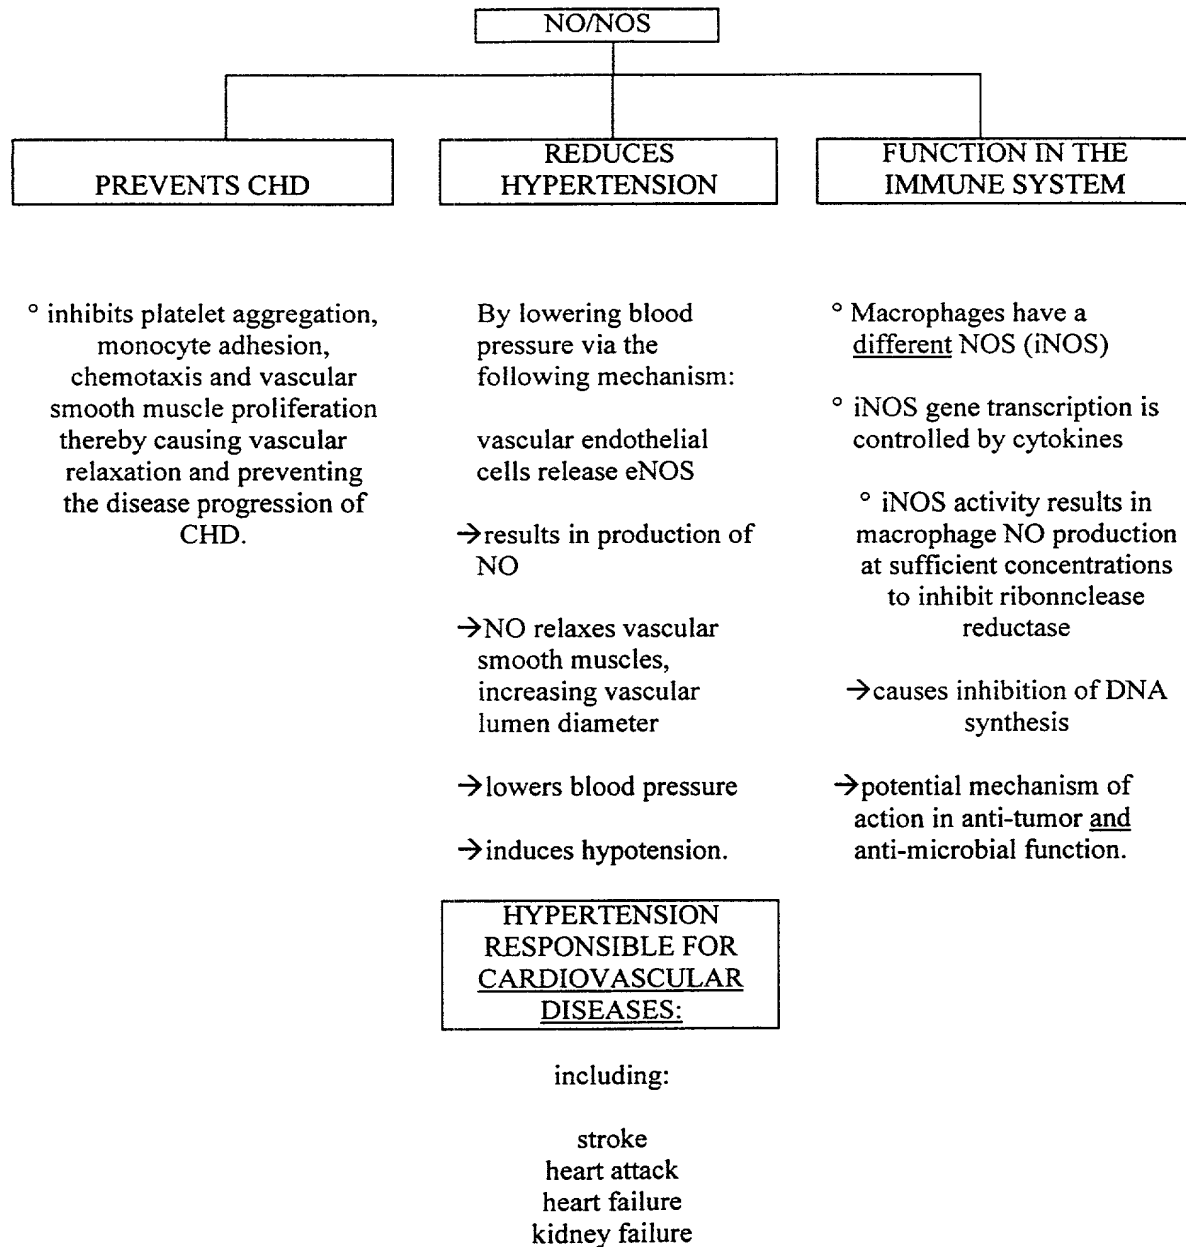 NO/NOS
PREVENTS CHD
° inhibits platelet aggregation,
monocyte adhesion,
chemotaxis and vascular
smooth muscle proliferation
thereby causing vascular
relaxation and preventing
the disease progression of
CHD.
REDUCES
HYPERTENSION
By lowering blood
pressure via the
following mechanism:
vascular endothelial
cells release eNOS
→results in production of
NO
→NO relaxes vascular
smooth muscles,
increasing vascular
lumen diameter
→lowers blood pressure
→induces hypotension.
HYPERTENSION
RESPONSIBLE FOR
CARDIOVASCULAR
DISEASES:
including:
stroke
heart attack
heart failure
kidney failure
FUNCTION IN THE
IMMUNE SYSTEM
° Macrophages have a
different NOS (iNOS)
° iNOS gene transcription is
controlled by cytokines
° iNOS activity results in
macrophage NO production
at sufficient concentrations
to inhibit ribonnclease
reductase
→causes inhibition of DNA
synthesis
→potential mechanism of
action in anti-tumor and
anti-microbial function.